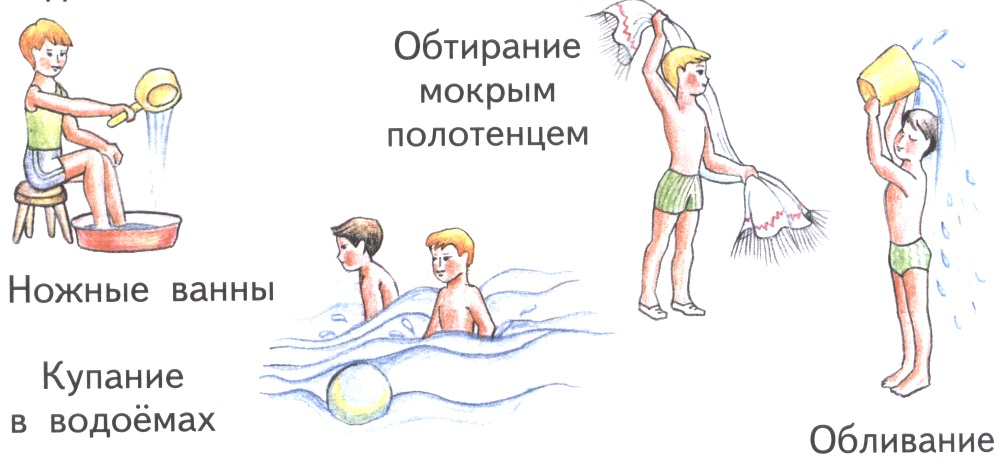 Обтирание
мокрым
полотенцем
Ножные ванны
Купание
в водоёмах
Обливание